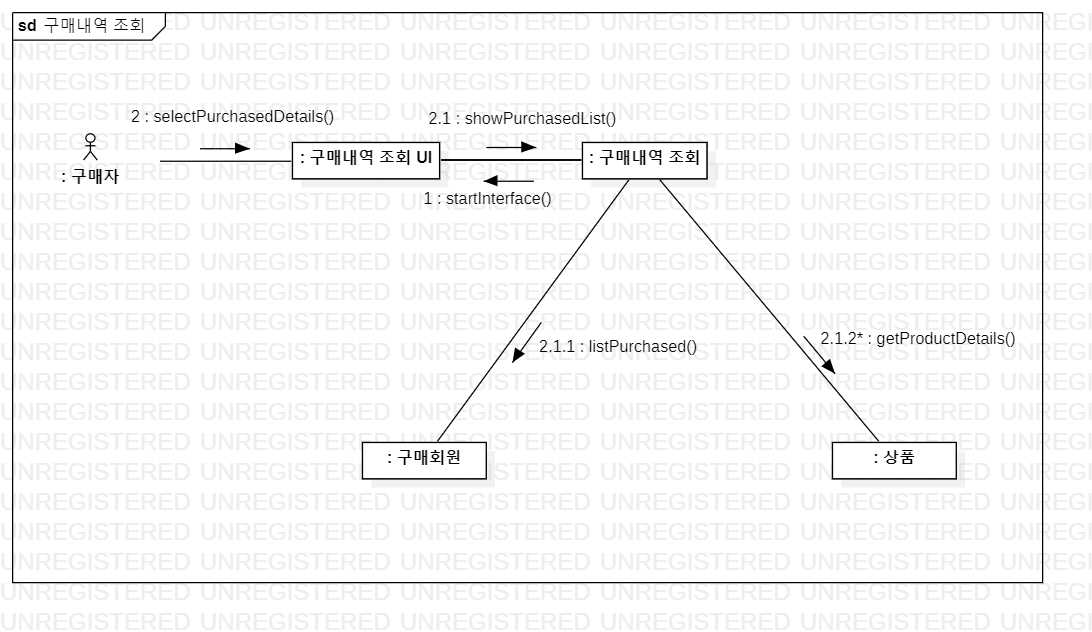 sd 구매내역 조회
2 : selectPurchasedDetails()
2.1 : showPurchasedList()
: 구매자
: 구매내역 조회 UI
: 구매내역 조회
1 : startInterface()
2.1.1 : listPurchased()
2.1.2* : getProductDetails()
: 구매회원
: 상품
UNREGISTERED